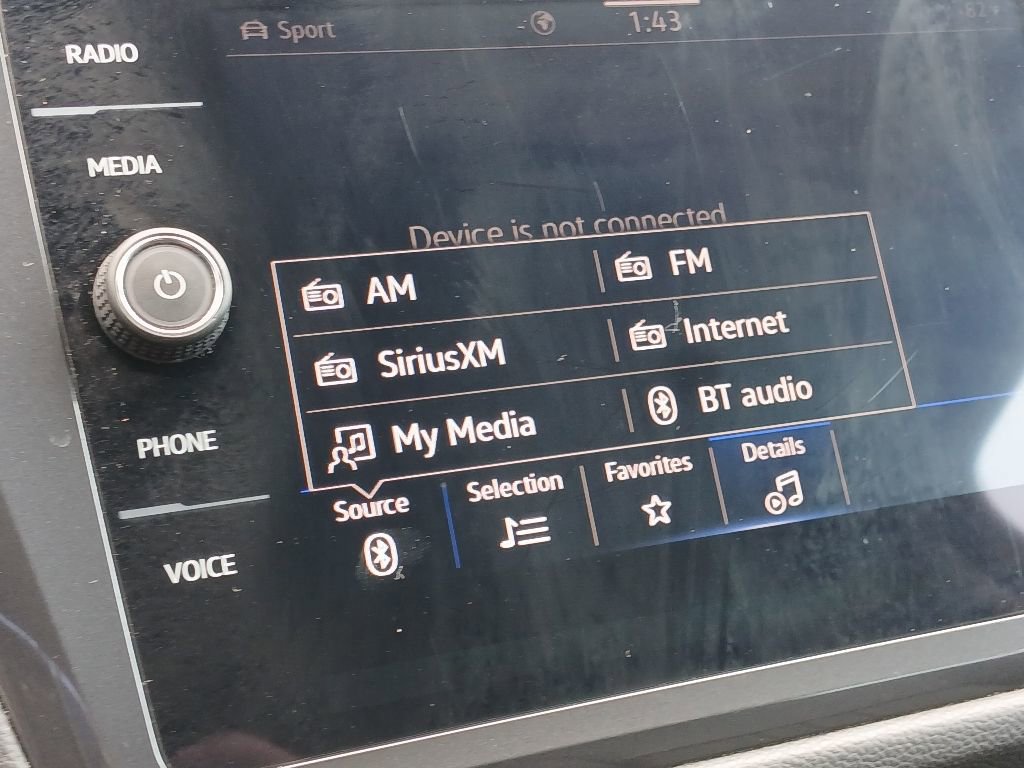 RADIO
Sport
1:43
MEDIA
Device is not connected
AM
FM
SiriusXM
Internet
My Media
BT audio
PHONE
Source
Selection
Favorites
Details
VOICE